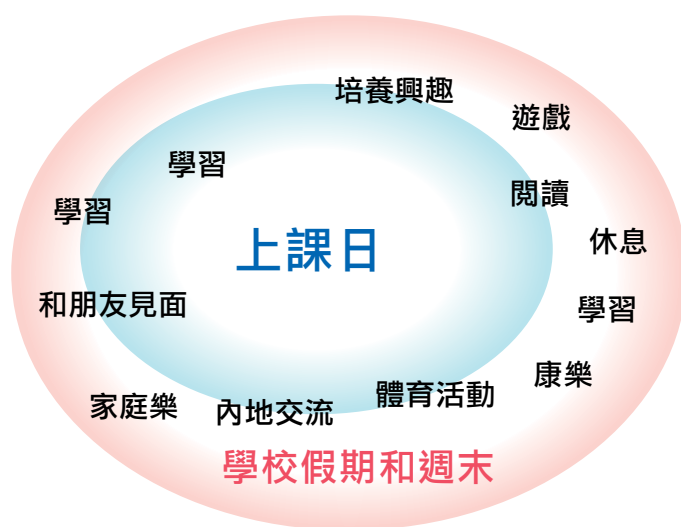 培養興趣
遊戲
學習
閱讀
學習
休息
上課日
和朋友見面
學習
康樂
體育活動
家庭樂
內地交流
學校假期和週末